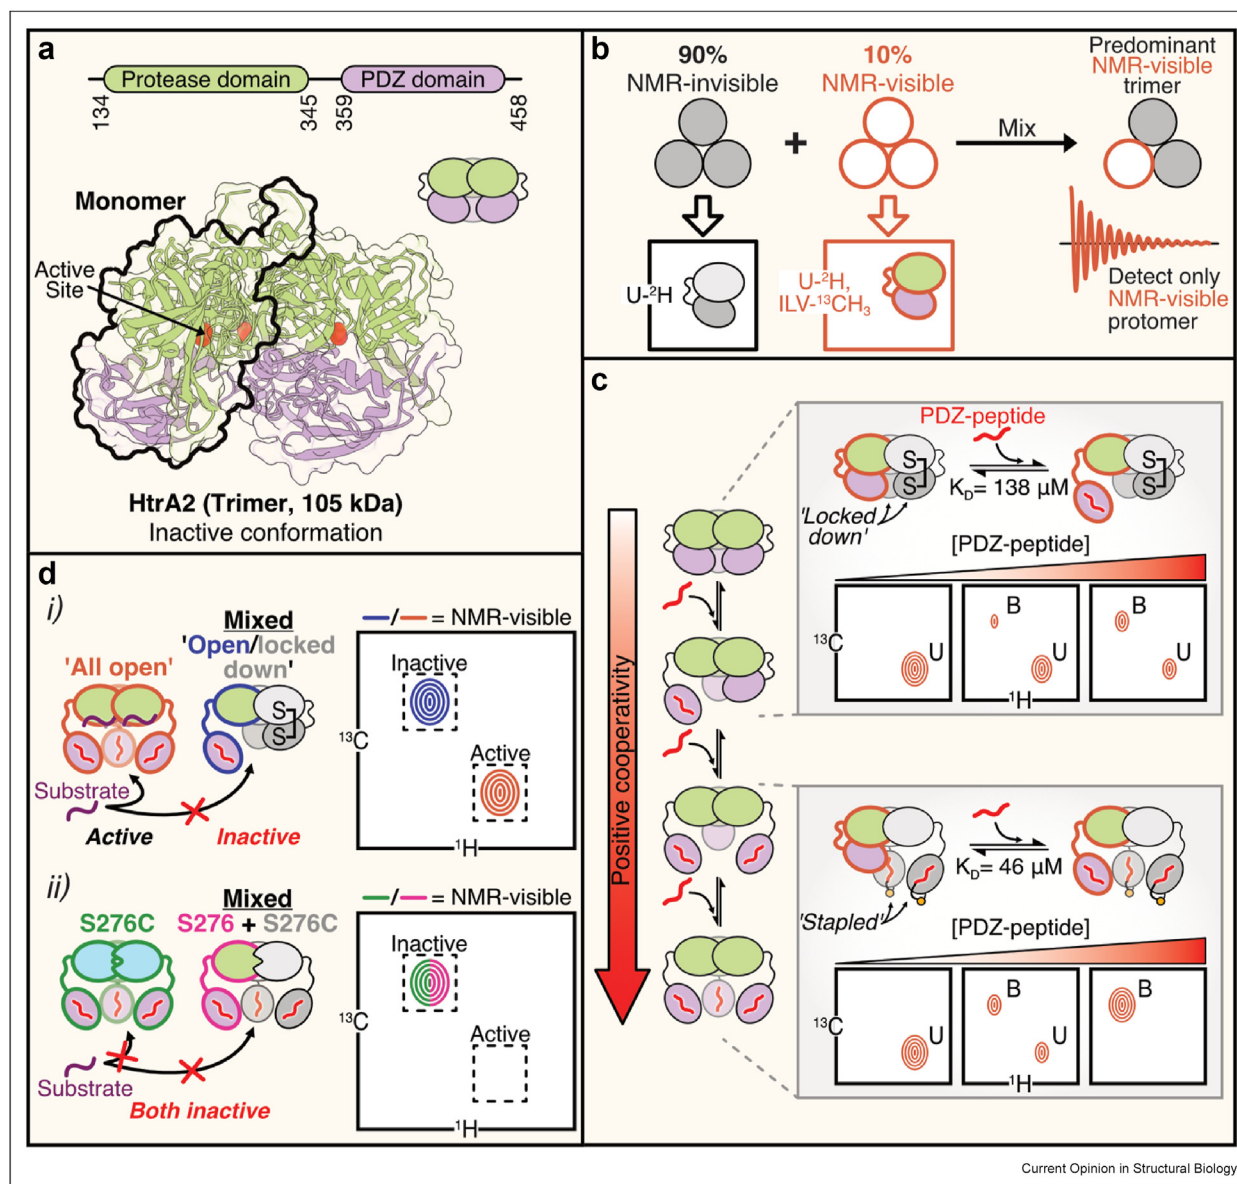 a
Protease domain
PDZ domain
134
345
359
458
Monomer
Active
Site
HtrA2 (Trimer, 105 kDa)
Inactive conformation
b
90%
NMR-invisible
+
10%
NMR-visible
Mix
Predominant
NMR-visible
trimer
U-²H
U-²H,
ILV-¹³CH₃
Detect only
NMR-visible
protomer
c
Positive cooperativity
PDZ-peptide
S
S
K_D= 138 µM
'Locked
down'
[PDZ-peptide]
¹³C
U
B
U
B
U
¹H
K_D= 46 µM
'Stapled'
[PDZ-peptide]
¹³C
U
B
U
B
¹H
d
i)
'All open'
Mixed
'Open/locked
down'
S
S
Substrate
Active
Inactive
/ = NMR-visible
Inactive
Active
¹³C
¹H
ii)
S276C
Mixed
S276 + S276C
Substrate
Both inactive
/ = NMR-visible
Inactive
Active
¹³C
¹H
Current Opinion in Structural Biology